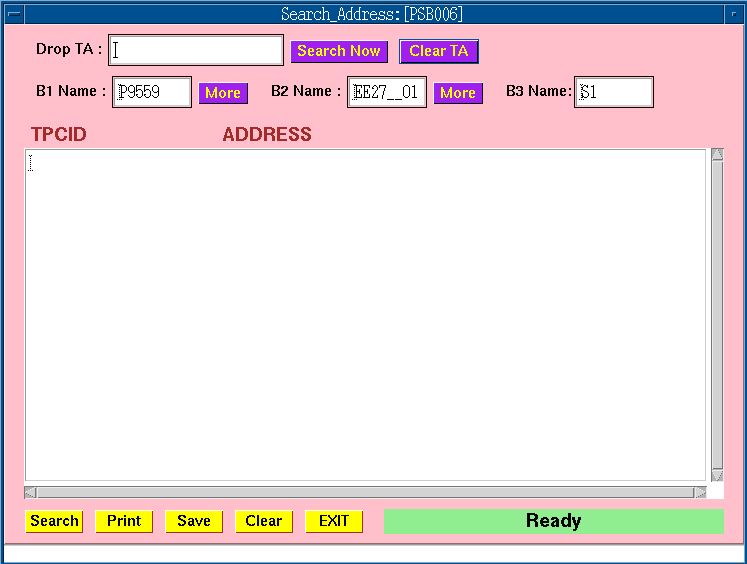 Search_Address:[PSB006]
Drop TA : Search Now Clear TA
B1 Name : P9559 More B2 Name : EE27__01 More B3 Name: S1
TPCID ADDRESS
Search Print Save Clear EXIT Ready